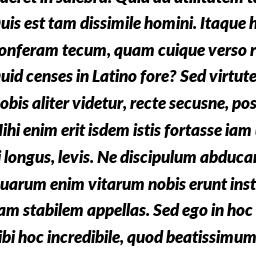 uis est tam dissimile homini. Itaque h
onferam tecum, quam cuique verso r
uid censes in Latino fore? Sed virtute
obis aliter videtur, recte secusne, pos
ihi enim erit isdem istis fortasse iam
longus, levis. Ne discipulum abducar
uarum enim vitarum nobis erunt inst
am stabilem appellas. Sed ego in hoc
ibi hoc incredibile, quod beatissimum